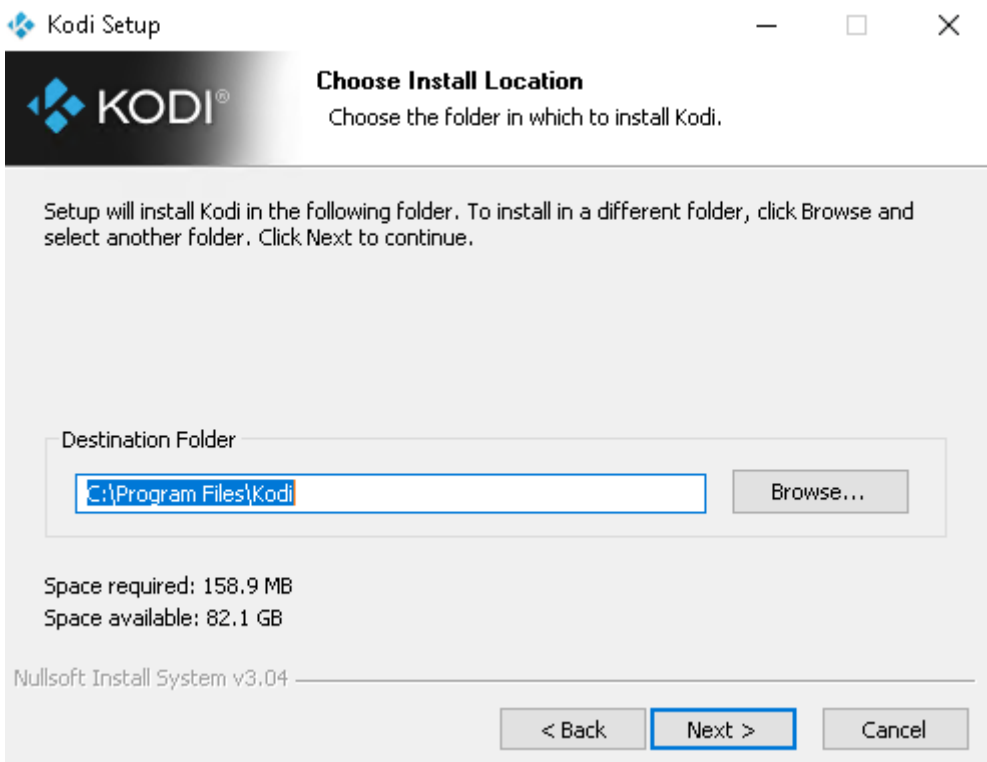 Kodi Setup
KODI®
Choose Install Location
Choose the folder in which to install Kodi.
Setup will install Kodi in the following folder. To install in a different folder, click Browse and
select another folder. Click Next to continue.
Destination Folder
C:\Program Files\Kodi
Browse...
Space required: 158.9 MB
Space available: 82.1 GB
Nullsoft Install System v3.04
< Back
Next >
Cancel